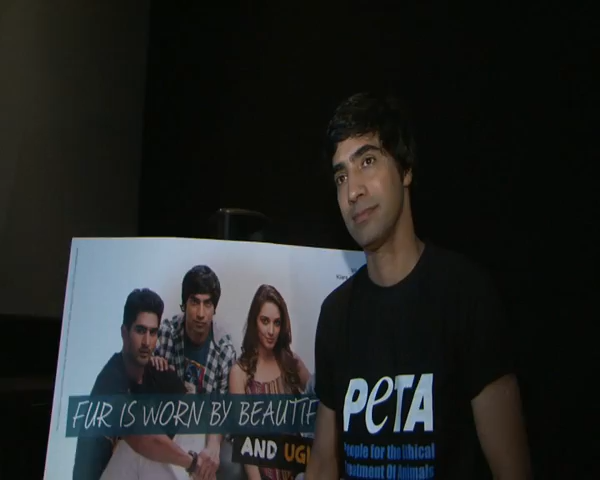 FUR IS WORN BY BEAUTIF
AND UG
PETA
People for the Ethical
Treatment Of Animals